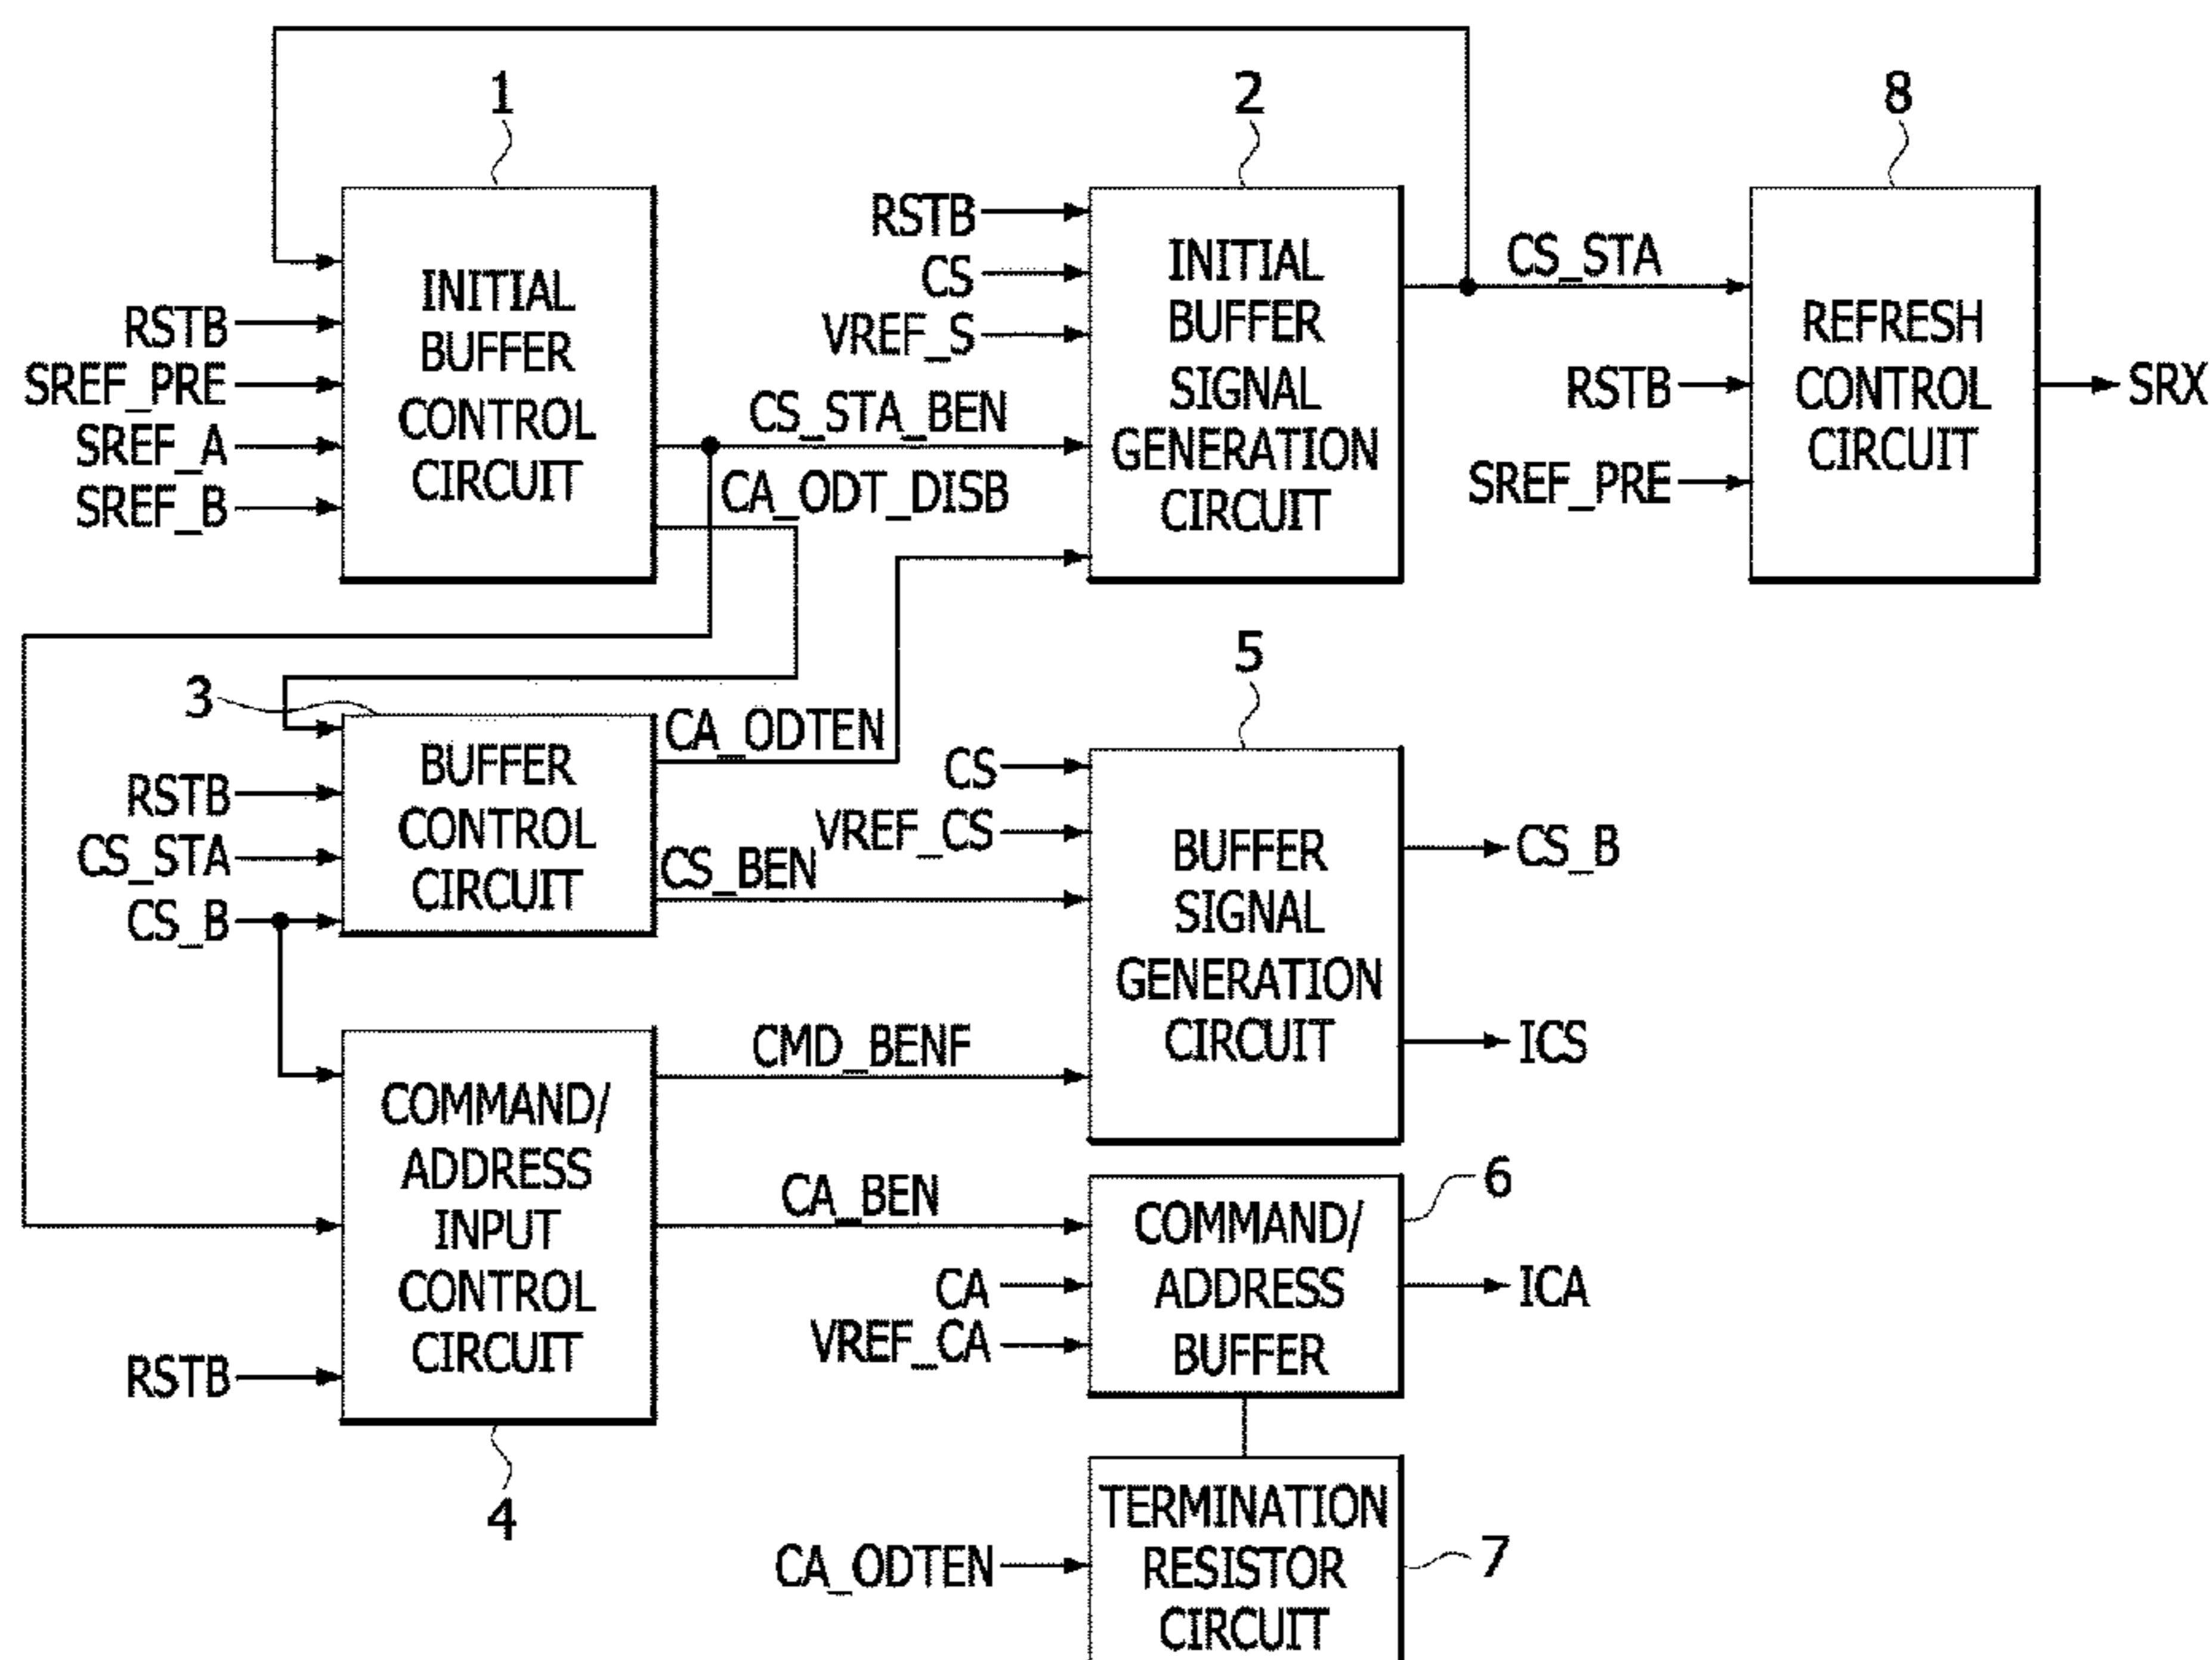 1
2
8
RSTB
SREF_PRE
SREF_A
SREF_B
INITIAL
BUFFER
CONTROL
CIRCUIT
CS_STA_BEN
CA_ODT_DISB
RSTB
CS
VREF_S
INITIAL
BUFFER
SIGNAL
GENERATION
CIRCUIT
CS_STA
RSTB
SREF_PRE
REFRESH
CONTROL
CIRCUIT
SRX
3
RSTB
CS_STA
CS_B
BUFFER
CONTROL
CIRCUIT
CA_ODTEN
CS_BEN
5
CS
VREF_CS
BUFFER
SIGNAL
GENERATION
CIRCUIT
CS_B
ICS
RSTB
COMMAND/
ADDRESS
INPUT
CONTROL
CIRCUIT
4
CMD_BENF
CA_BEN
CA
VREF_CA
COMMAND/
ADDRESS
BUFFER
6
ICA
CA_ODTEN
TERMINATION
RESISTOR
CIRCUIT
7